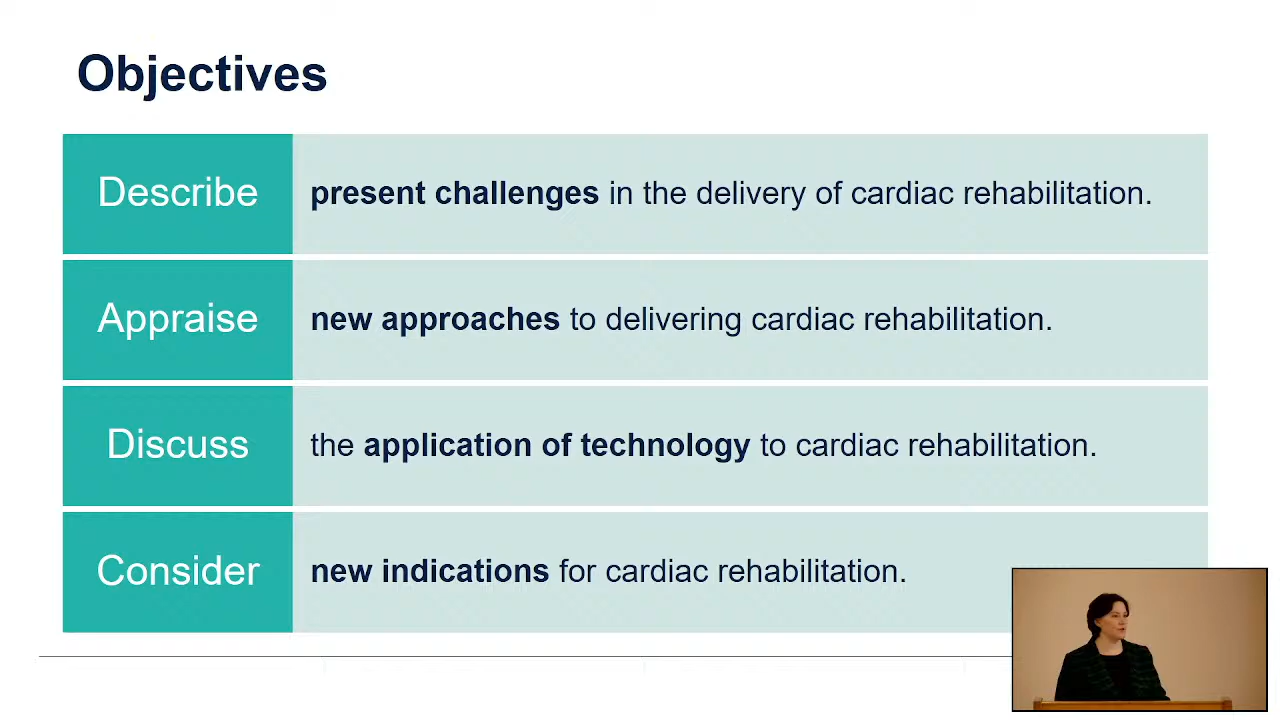 Objectives
Describe
present challenges in the delivery of cardiac rehabilitation.
Appraise
new approaches to delivering cardiac rehabilitation.
Discuss
the application of technology to cardiac rehabilitation.
Consider
new indications for cardiac rehabilitation.